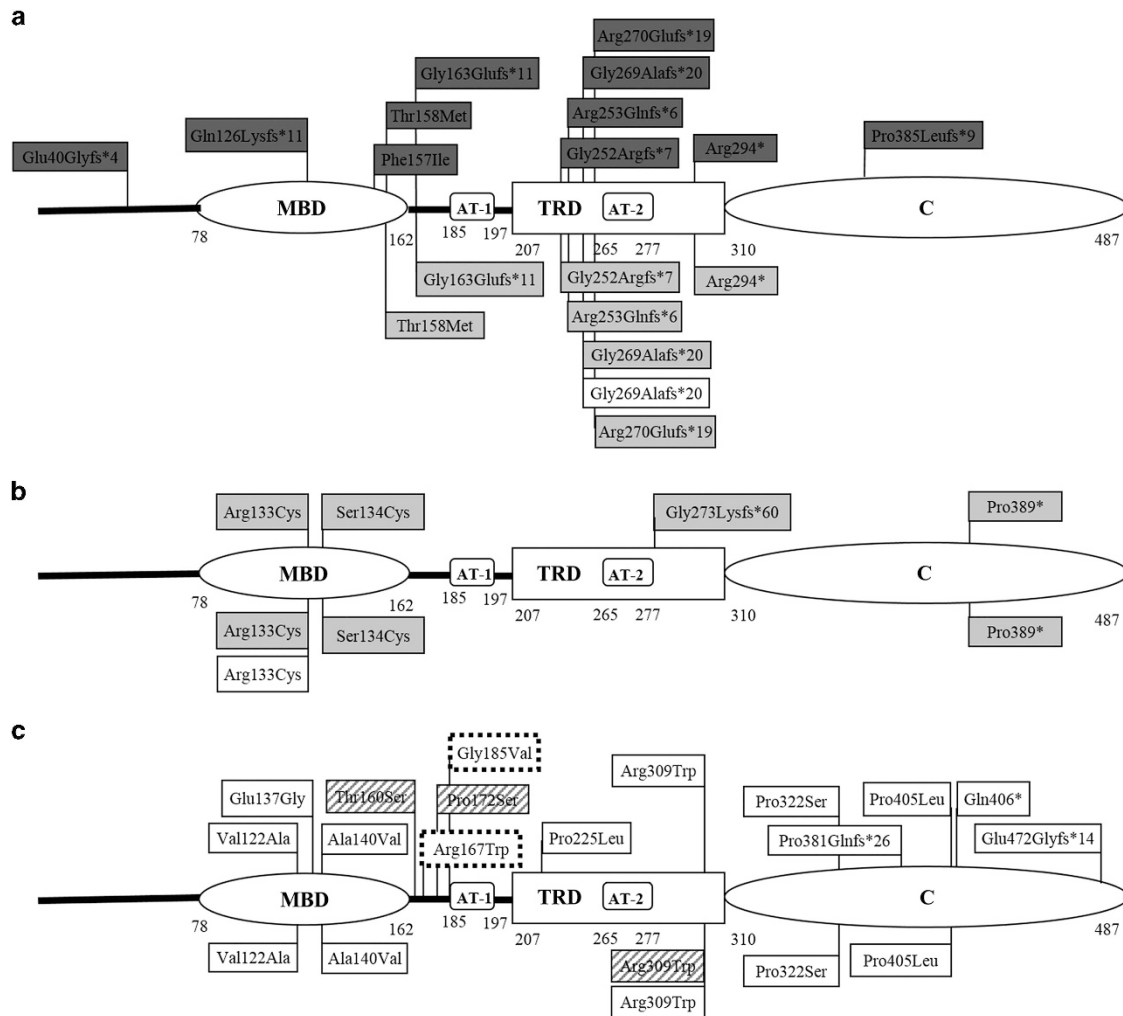 a
Arg270Glufs*19
Gly163Glufs*11
Gly269Alafs*20
Thr158Met
Arg253Glnfs*6
Gln126Lysfs*11
Glu40Glyfs*4
Phe157Ile
Gly252Argfs*7
Arg294*
Pro385Leufs*9
MBD
AT-1
TRD
AT-2
C
78
162
185
197
207
265
277
310
487
Gly163Glufs*11
Gly252Argfs*7
Arg294*
Thr158Met
Arg253Glnfs*6
Gly269Alafs*20
Gly269Alafs*20
Arg270Glufs*19
b
Arg133Cys
Ser134Cys
Gly273Lysfs*60
Pro389*
MBD
AT-1
TRD
AT-2
C
78
162
185
197
207
265
277
310
487
Arg133Cys
Ser134Cys
Pro389*
Arg133Cys
c
Gly185Val
Arg309Trp
Glu137Gly
Thr160Ser
Pro172Ser
Pro322Ser
Pro405Leu
Gln406*
Val122Ala
Ala140Val
Arg167Trp
Pro225Leu
Pro381Glnfs*26
Glu472Glyfs*14
MBD
AT-1
TRD
AT-2
C
78
162
185
197
207
265
277
310
487
Val122Ala
Ala140Val
Arg309Trp
Pro322Ser
Pro405Leu
Arg309Trp